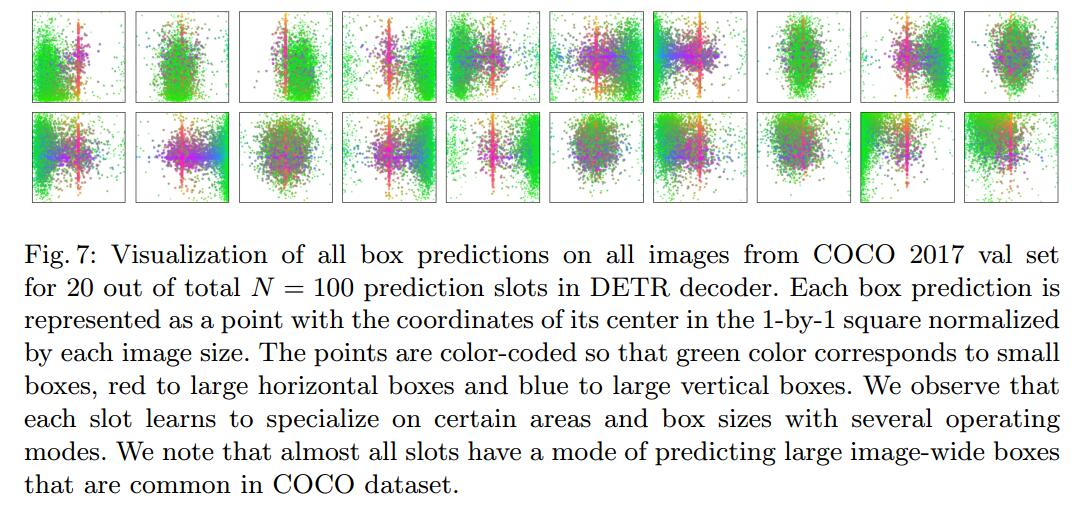 Fig. 7: Visualization of all box predictions on all images from COCO 2017 val set
for 20 out of total N = 100 prediction slots in DETR decoder. Each box prediction is
represented as a point with the coordinates of its center in the 1-by-1 square normalized
by each image size. The points are color-coded so that green color corresponds to small
boxes, red to large horizontal boxes and blue to large vertical boxes. We observe that
each slot learns to specialize on certain areas and box sizes with several operating
modes. We note that almost all slots have a mode of predicting large image-wide boxes
that are common in COCO dataset.